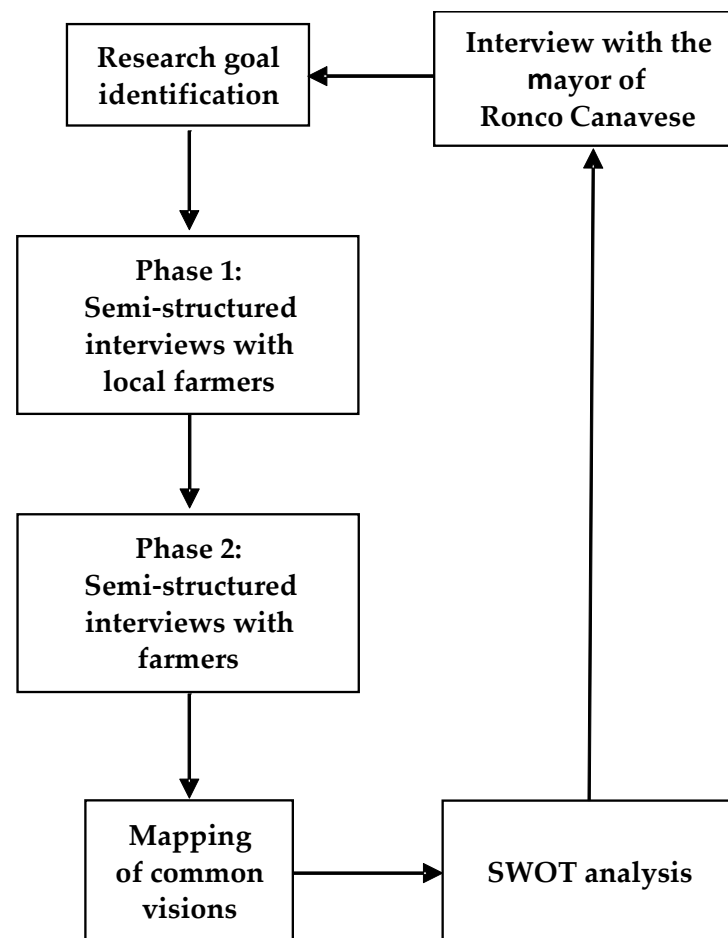 Research goal
identification
Interview with the
mayor of
Ronco Canavese
Phase 1:
Semi-structured
interviews with
local farmers
Phase 2:
Semi-structured
interviews with
farmers
Mapping
of common
visions
SWOT analysis